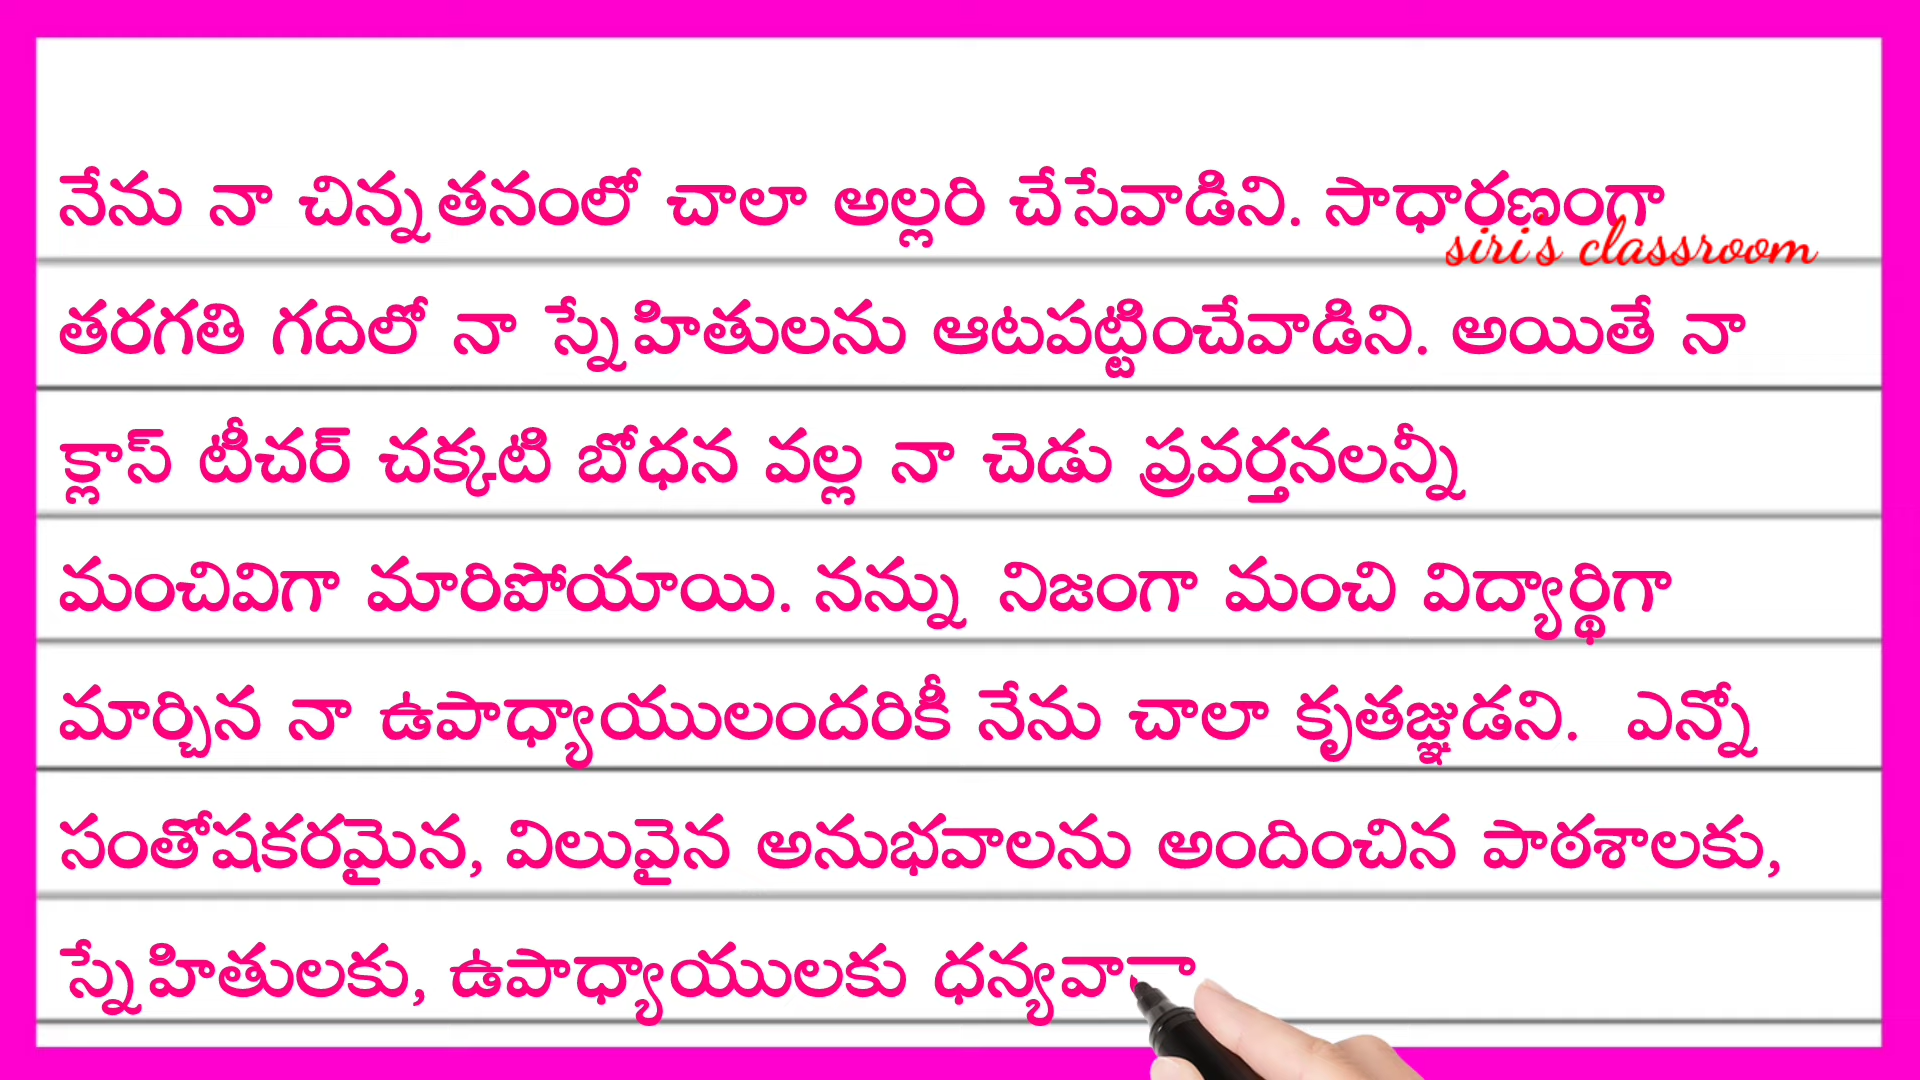 నేను నా చిన్నతనంలో చాలా అల్లరి చేసేవాడిని. సాధారణంగా
siri's classroom
తరగతి గదిలో నా స్నేహితులను ఆటపట్టించేవాడిని. అయితే నా
క్లాస్ టీచర్ చక్కటి బోధన వల్ల నా చెడు ప్రవర్తనలన్నీ
మంచివిగా మారిపోయాయి. నన్ను నిజంగా మంచి విద్యార్థిగా
మార్చిన నా ఉపాధ్యాయులందరికీ నేను చాలా కృతజ్ఞుడని. ఎన్నో
సంతోషకరమైన, విలువైన అనుభవాలను అందించిన పాఠశాలకు,
స్నేహితులకు, ఉపాధ్యాయులకు